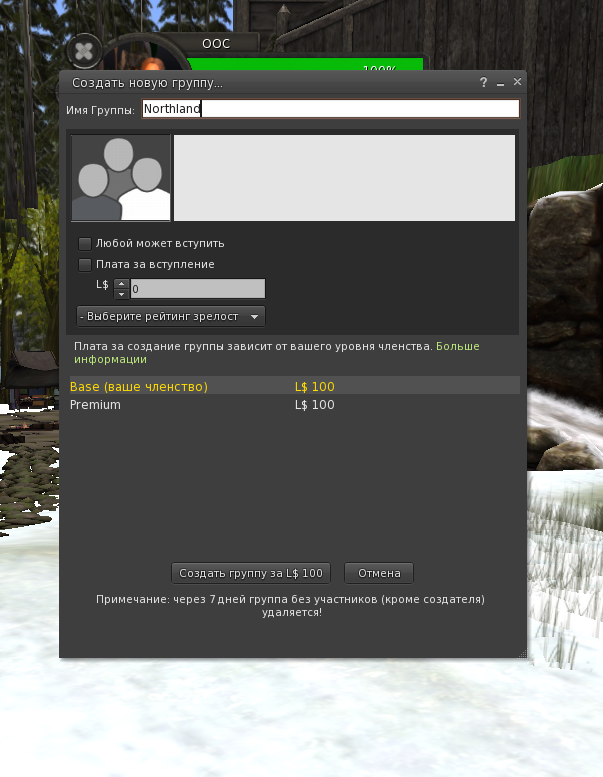 OOC
100%
Создать новую группу...
?
Имя Группы: Northland
Любой может вступить
Плата за вступление
L$ 0
- Выберите рейтинг зрелост
Плата за создание группы зависит от вашего уровня членства. Больше
информации
Base (ваше членство) L$ 100
Premium L$ 100
Создать группу за L$ 100 Отмена
Примечание: через 7 дней группа без участников (кроме создателя)
удаляется!